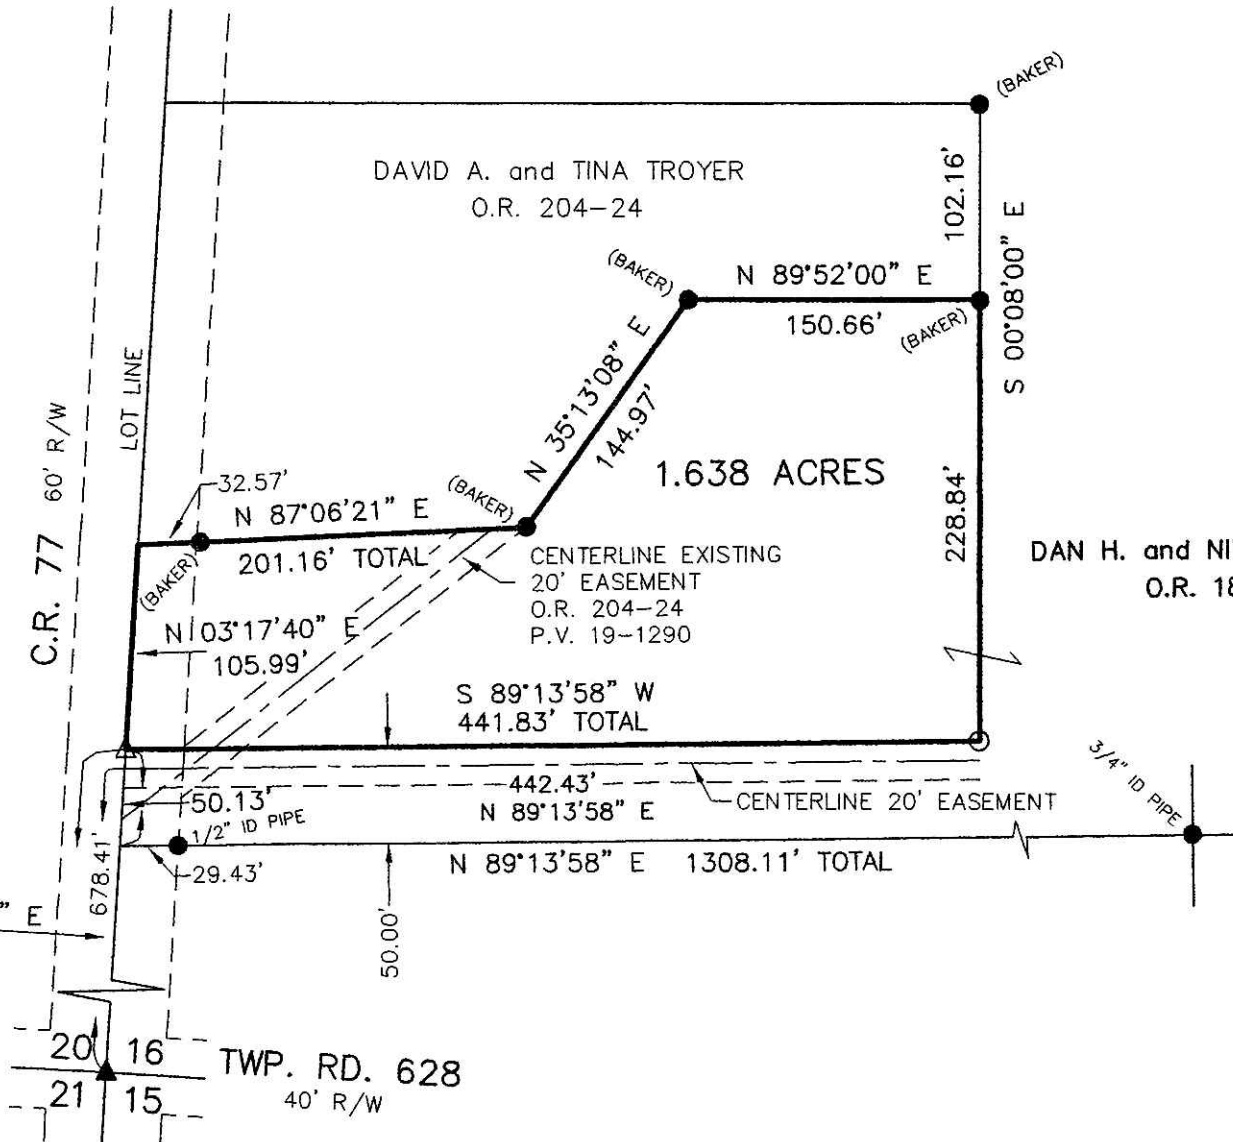 (BAKER)
DAVID A. and TINA TROYER
O.R. 204-24
102.16'
S 00°08'00" E
(BAKER)
N 89°52'00" E
150.66'
(BAKER)
LOT LINE
N 35°13'08" E
144.97'
1.638 ACRES
C.R. 77 60' R/W
32.57'
(BAKER)
N 87°06'21" E
201.16' TOTAL
(BAKER)
228.84'
CENTERLINE EXISTING
20' EASEMENT
O.R. 204-24
P.V. 19-1290
DAN H. and NI
O.R. 18
N 03°17'40" E
105.99'
S 89°13'58" W
441.83' TOTAL
442.43'
N 89°13'58" E
CENTERLINE 20' EASEMENT
3/4" ID PIPE
50.13'
1/2" ID PIPE
678.41'
29.43'
N 89°13'58" E 1308.11' TOTAL
50.00'
" E
20 16
21 15
TWP. RD. 628
40' R/W